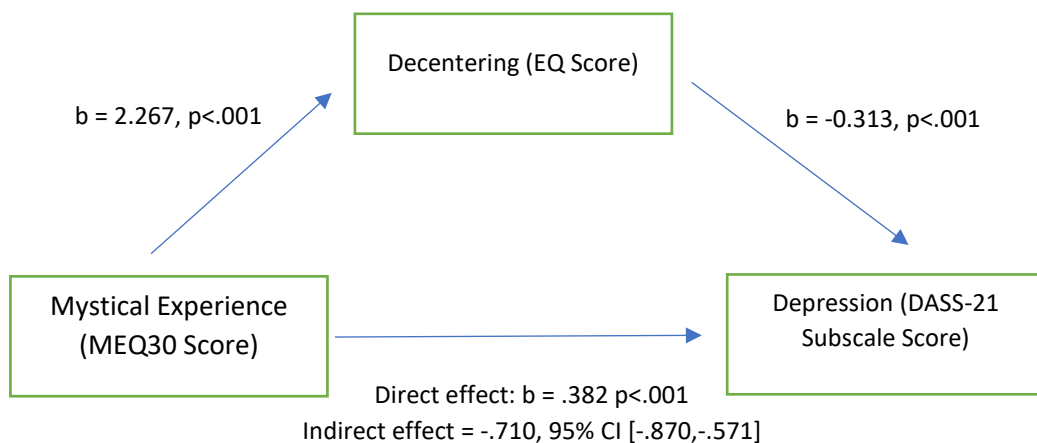 Decentering (EQ Score)
b = 2.267, p<.001
b = -0.313, p<.001
Mystical Experience
(MEQ30 Score)
Depression (DASS-21
Subscale Score)
Direct effect: b = .382 p<.001
Indirect effect = -.710, 95% CI [-.870,-.571]